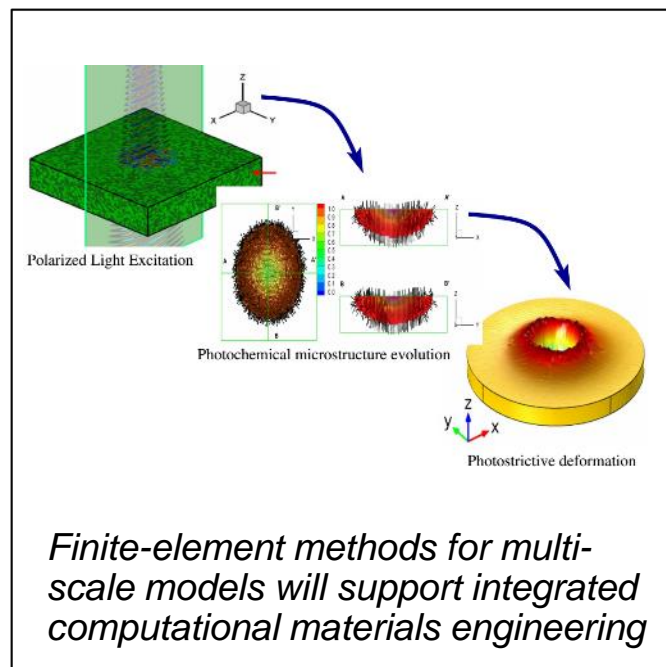 Z
X
Y
Polarized Light Excitation
A
A'
B'
A
A'
B
B
B'
Z
X
Z
Y
Photochemical microstructure evolution
z
y
x
Photostrictive deformation
Finite-element methods for multi-
scale models will support integrated
computational materials engineering